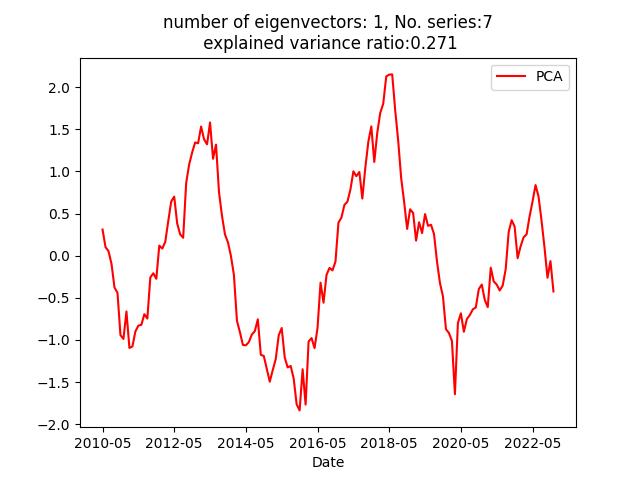 number of eigenvectors: 1, No. series:7
explained variance ratio:0.271
PCA
2.0
1.5
1.0
0.5
0.0
−0.5
−1.0
−1.5
−2.0
2010-05 2012-05 2014-05 2016-05 2018-05 2020-05 2022-05
Date